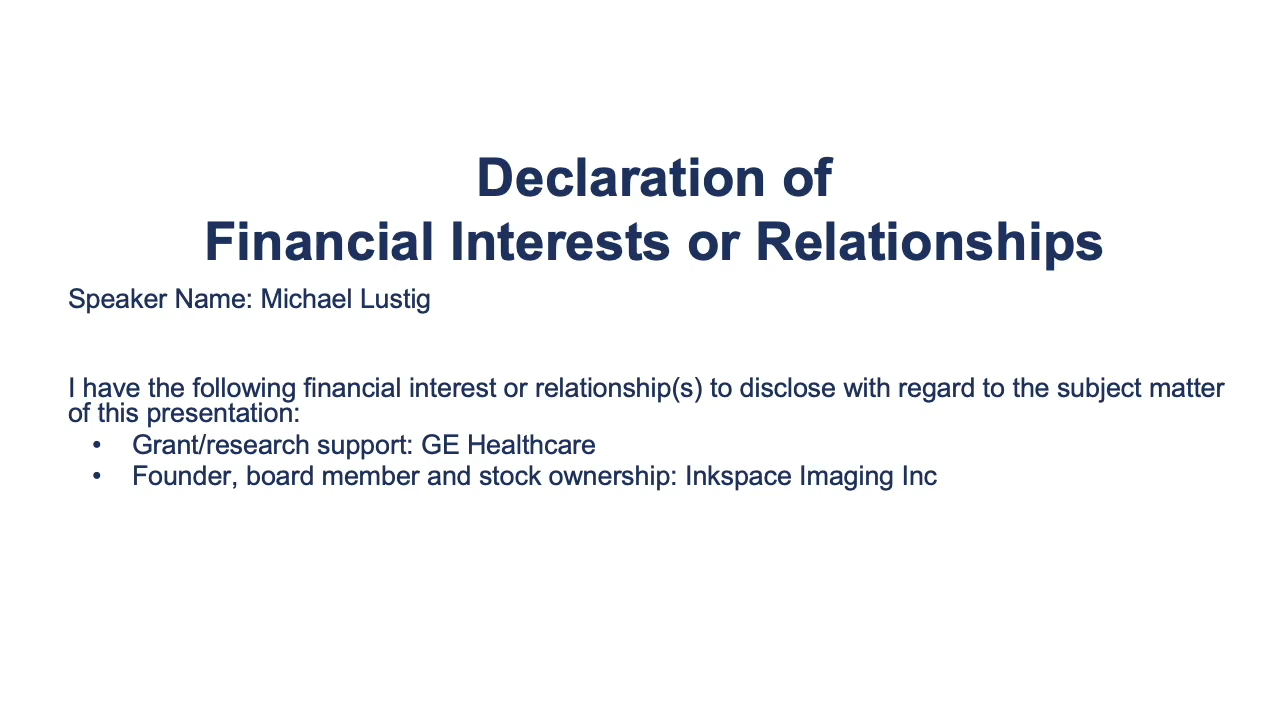 Declaration of
Financial Interests or Relationships
Speaker Name: Michael Lustig
I have the following financial interest or relationship(s) to disclose with regard to the subject matter
of this presentation:
• Grant/research support: GE Healthcare
• Founder, board member and stock ownership: Inkspace Imaging Inc